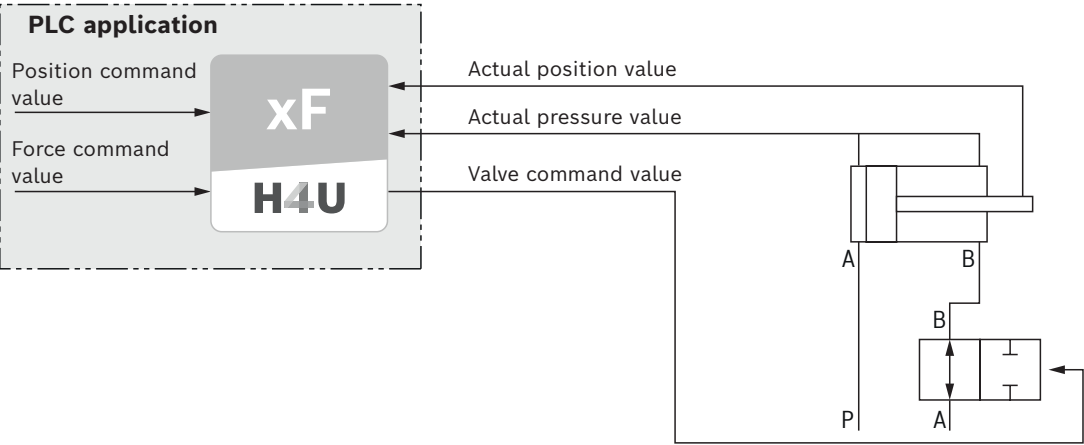 PLC application
Position command
value
Force command
value
xF
H4U
Actual position value
Actual pressure value
Valve command value
A
B
B
P
A